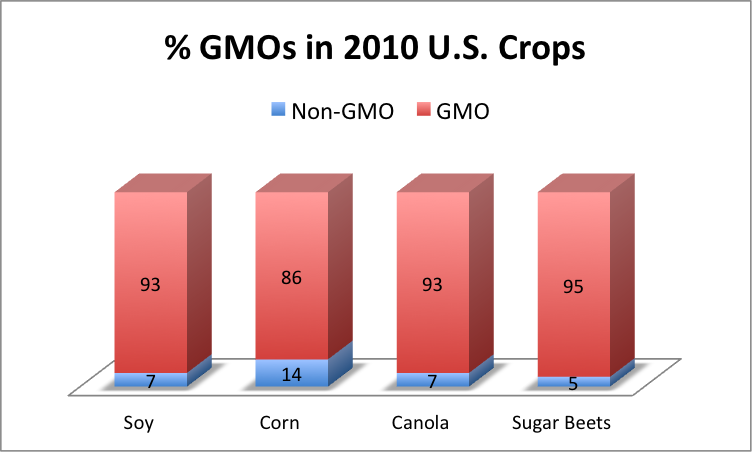 % GMOs in 2010 U.S. Crops
Non-GMO GMO
93 86 93 95
7 14 7 5
Soy Corn Canola Sugar Beets